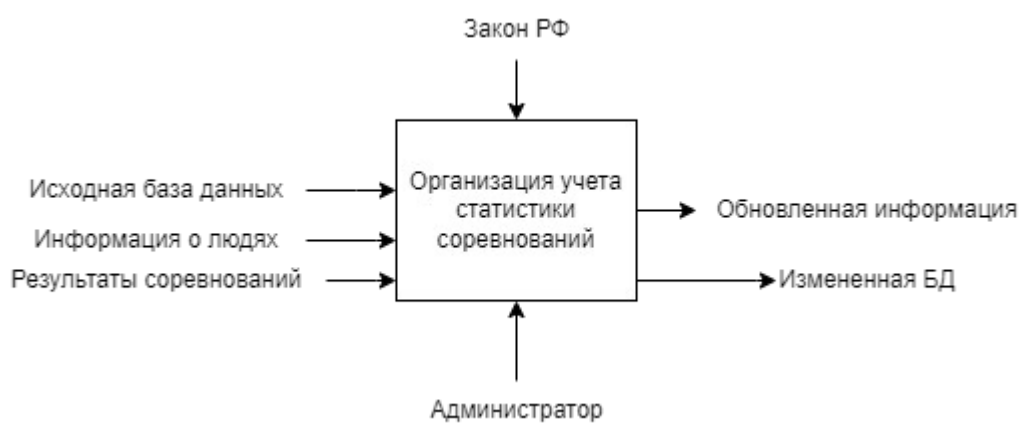 Закон РФ
Исходная база данных
Информация о людях
Результаты соревнований
Организация учета
статистики
соревнований
Обновленная информация
Измененная БД
Администратор